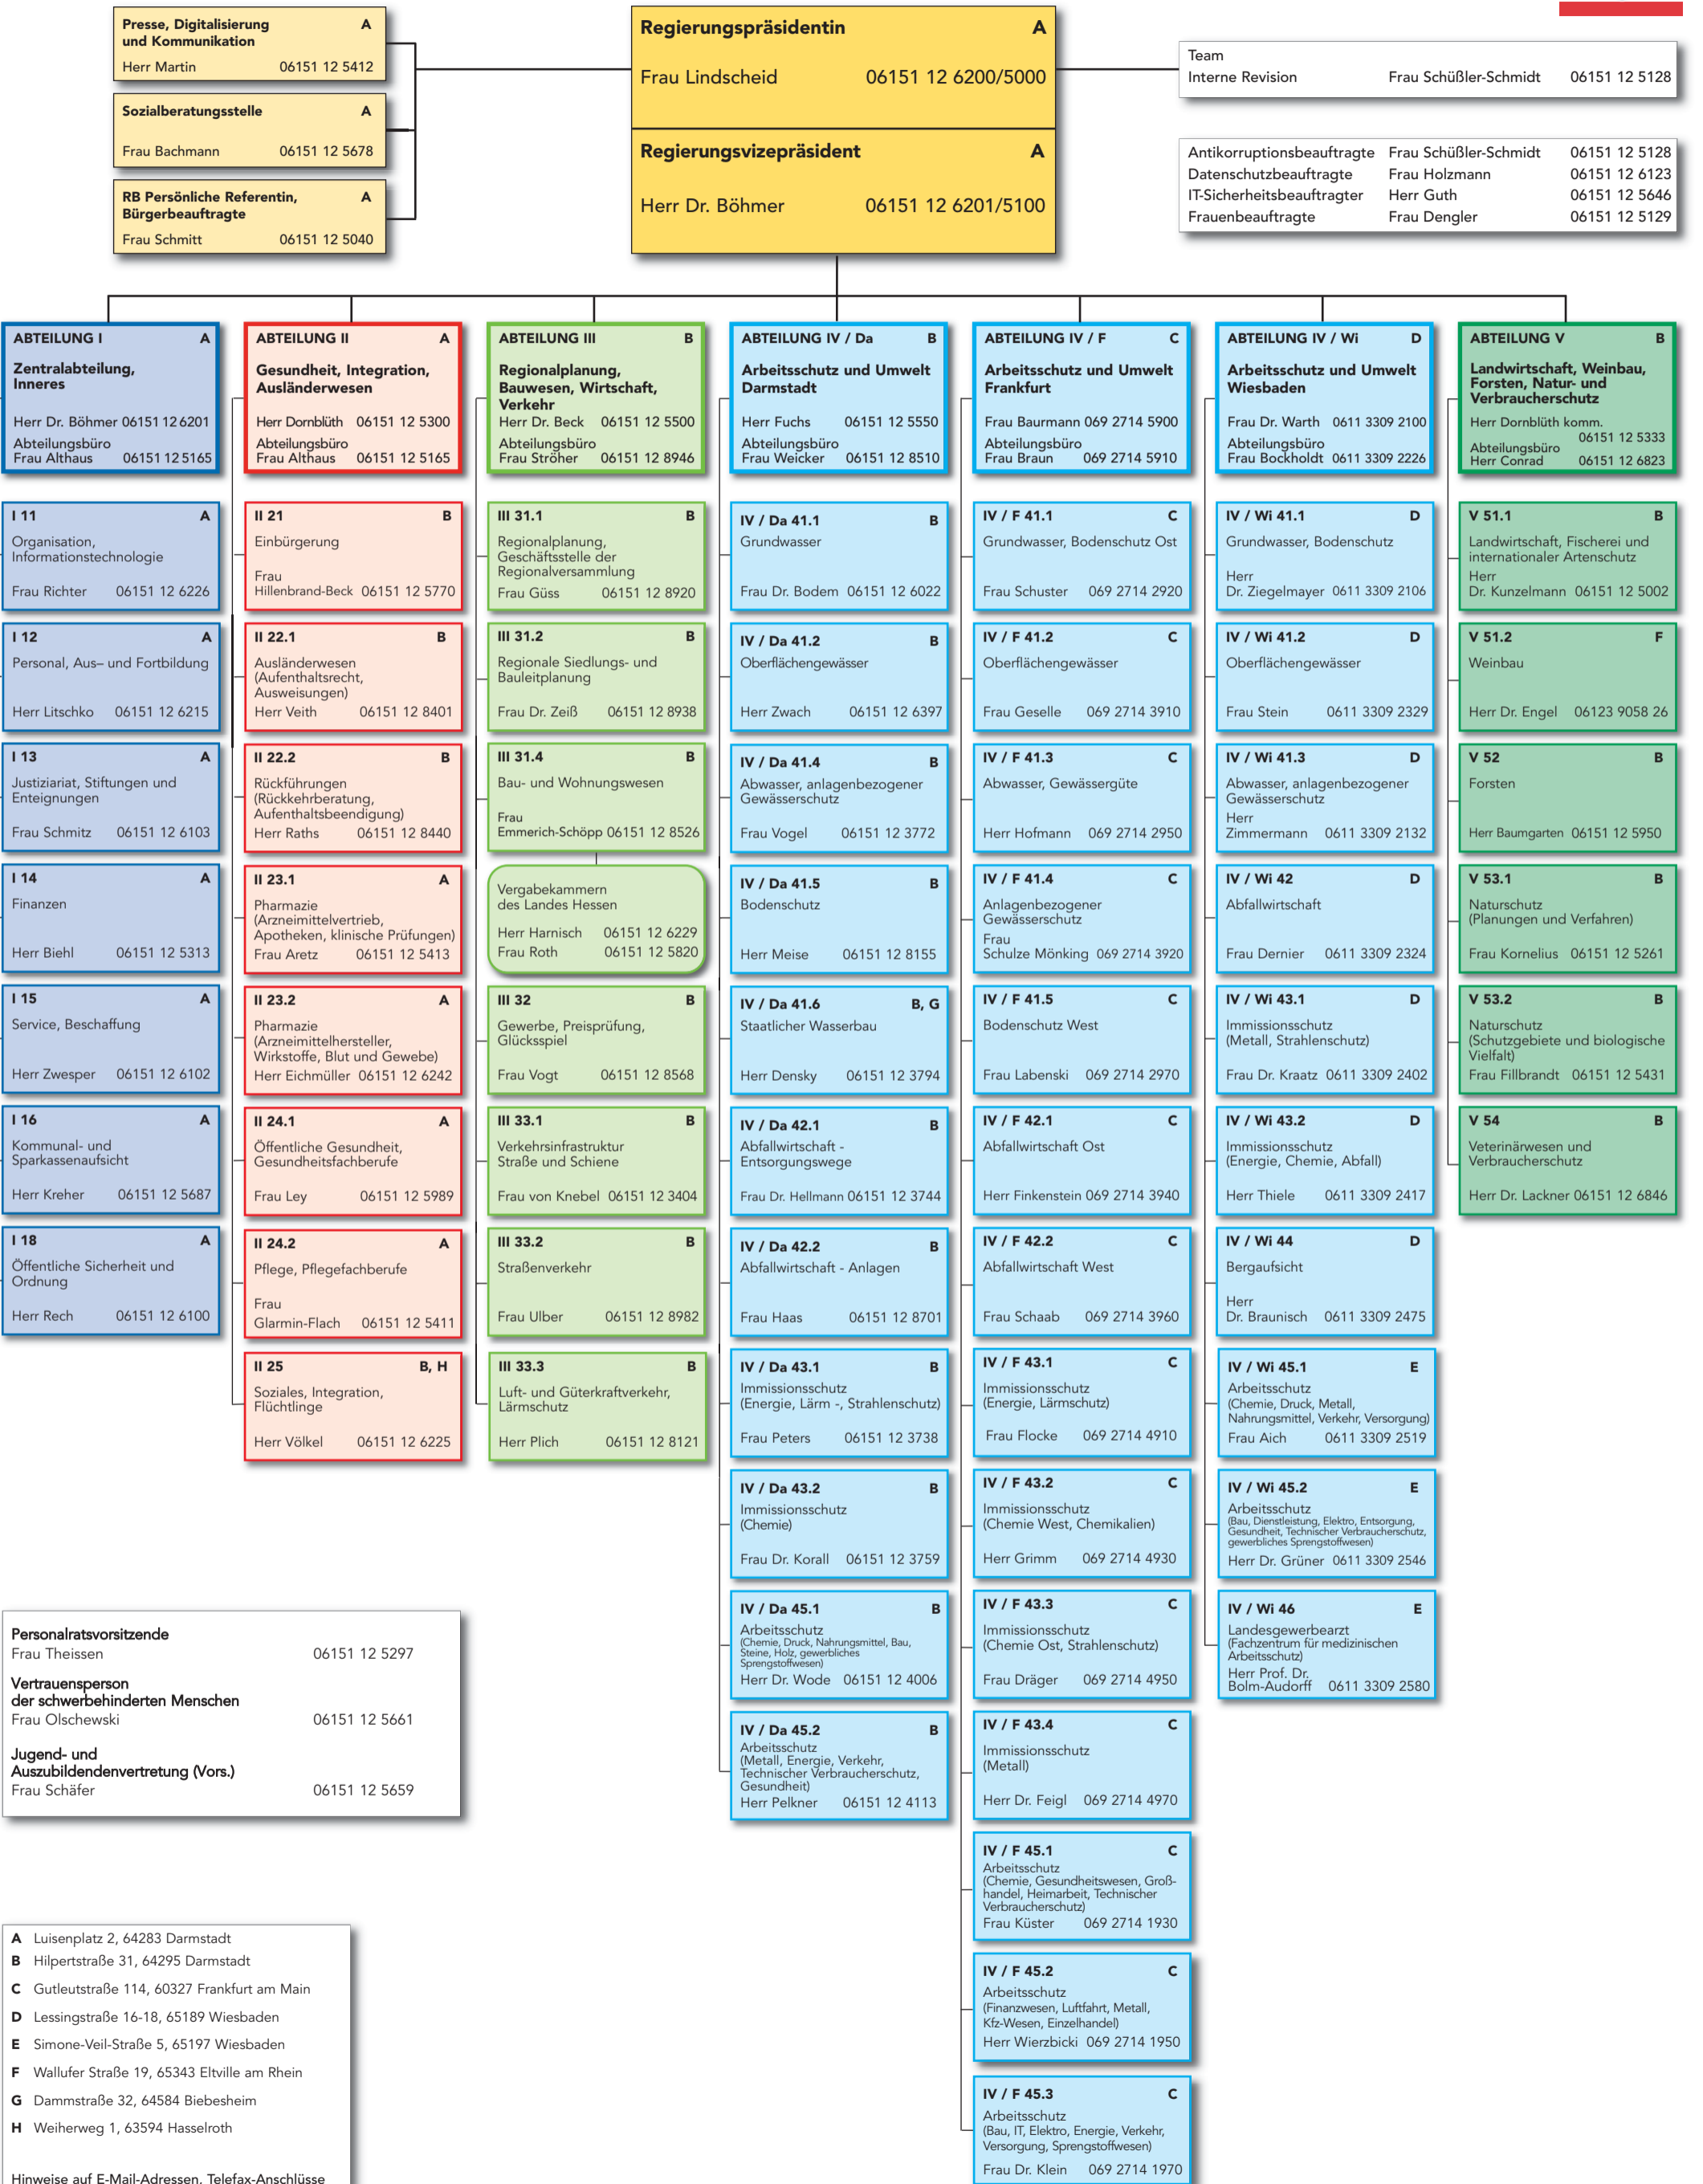 Presse, Digitalisierung A
und Kommunikation
Herr Martin 06151 12 5412
Sozialberatungsstelle A
Frau Bachmann 06151 12 5678
RB Persönliche Referentin, A
Bürgerbeauftragte
Frau Schmitt 06151 12 5040
Regierungspräsidentin A
Frau Lindscheid 06151 12 6200/5000
Regierungsvizepräsident A
Herr Dr. Böhmer 06151 12 6201/5100
Team
Interne Revision Frau Schüßler-Schmidt 06151 12 5128
Antikorruptionsbeauftragte Frau Schüßler-Schmidt 06151 12 5128
Datenschutzbeauftragte Frau Holzmann 06151 12 6123
IT-Sicherheitsbeauftragter Herr Guth 06151 12 5646
Frauenbeauftragte Frau Dengler 06151 12 5129
ABTEILUNG I A
Zentralabteilung,
Inneres
Herr Dr. Böhmer 06151 12 6201
Abteilungsbüro
Frau Althaus 06151 12 5165
I 11 A
Organisation,
Informationstechnologie
Frau Richter 06151 12 6226
I 12 A
Personal, Aus– und Fortbildung
Herr Litschko 06151 12 6215
I 13 A
Justiziariat, Stiftungen und
Enteignungen
Frau Schmitz 06151 12 6103
I 14 A
Finanzen
Herr Biehl 06151 12 5313
I 15 A
Service, Beschaffung
Herr Zwesper 06151 12 6102
I 16 A
Kommunal- und
Sparkassenaufsicht
Herr Kreher 06151 12 5687
I 18 A
Öffentliche Sicherheit und
Ordnung
Herr Rech 06151 12 6100
ABTEILUNG II A
Gesundheit, Integration,
Ausländerwesen
Herr Dornblüth 06151 12 5300
Abteilungsbüro
Frau Althaus 06151 12 5165
II 21 B
Einbürgerung
Frau
Hillenbrand-Beck 06151 12 5770
II 22.1 B
Ausländerwesen
(Aufenthaltsrecht,
Ausweisungen)
Herr Veith 06151 12 8401
II 22.2 B
Rückführungen
(Rückkehrberatung,
Aufenthaltsbeendigung)
Herr Raths 06151 12 8440
II 23.1 A
Pharmazie
(Arzneimittelvertrieb,
Apotheken, klinische Prüfungen)
Frau Aretz 06151 12 5413
II 23.2 A
Pharmazie
(Arzneimittelhersteller,
Wirkstoffe, Blut und Gewebe)
Herr Eichmüller 06151 12 6242
II 24.1 A
Öffentliche Gesundheit,
Gesundheitsfachberufe
Frau Ley 06151 12 5989
II 24.2 A
Pflege, Pflegefachberufe
Frau
Glarmin-Flach 06151 12 5411
II 25 B, H
Soziales, Integration,
Flüchtlinge
Herr Völkel 06151 12 6225
ABTEILUNG III B
Regionalplanung,
Bauwesen, Wirtschaft,
Verkehr
Herr Dr. Beck 06151 12 5500
Abteilungsbüro
Frau Ströher 06151 12 8946
III 31.1 B
Regionalplanung,
Geschäftsstelle der
Regionalversammlung
Frau Güss 06151 12 8920
III 31.2 B
Regionale Siedlungs- und
Bauleitplanung
Frau Dr. Zeiß 06151 12 8938
III 31.4 B
Bau- und Wohnungswesen
Frau
Emmerich-Schöpp 06151 12 8526
Vergabekammern
des Landes Hessen
Herr Harnisch 06151 12 6229
Frau Roth 06151 12 5820
III 32 B
Gewerbe, Preisprüfung,
Glücksspiel
Frau Vogt 06151 12 8568
III 33.1 B
Verkehrsinfrastruktur
Straße und Schiene
Frau von Knebel 06151 12 3404
III 33.2 B
Straßenverkehr
Frau Ulber 06151 12 8982
III 33.3 B
Luft- und Güterkraftverkehr,
Lärmschutz
Herr Plich 06151 12 8121
ABTEILUNG IV / Da B
Arbeitsschutz und Umwelt
Darmstadt
Herr Fuchs 06151 12 5550
Abteilungsbüro
Frau Weicker 06151 12 8510
IV / Da 41.1 B
Grundwasser
Frau Dr. Bodem 06151 12 6022
IV / Da 41.2 B
Oberflächengewässer
Herr Zwach 06151 12 6397
IV / Da 41.4 B
Abwasser, anlagenbezogener
Gewässerschutz
Frau Vogel 06151 12 3772
IV / Da 41.5 B
Bodenschutz
Herr Meise 06151 12 8155
IV / Da 41.6 B, G
Staatlicher Wasserbau
Herr Densky 06151 12 3794
IV / Da 42.1 B
Abfallwirtschaft -
Entsorgungswege
Frau Dr. Hellmann 06151 12 3744
IV / Da 42.2 B
Abfallwirtschaft - Anlagen
Frau Haas 06151 12 8701
IV / Da 43.1 B
Immissionsschutz
(Energie, Lärm -, Strahlenschutz)
Frau Peters 06151 12 3738
IV / Da 43.2 B
Immissionsschutz
(Chemie)
Frau Dr. Korall 06151 12 3759
IV / Da 45.1 B
Arbeitsschutz
(Chemie, Druck, Nahrungsmittel, Bau,
Steine, Holz, gewerbliches
Sprengstoffwesen)
Herr Dr. Wode 06151 12 4006
IV / Da 45.2 B
Arbeitsschutz
(Metall, Energie, Verkehr,
Technischer Verbraucherschutz,
Gesundheit)
Herr Pelkner 06151 12 4113
ABTEILUNG IV / F C
Arbeitsschutz und Umwelt
Frankfurt
Frau Baurmann 069 2714 5900
Abteilungsbüro
Frau Braun 069 2714 5910
IV / F 41.1 C
Grundwasser, Bodenschutz Ost
Frau Schuster 069 2714 2920
IV / F 41.2 C
Oberflächengewässer
Frau Geselle 069 2714 3910
IV / F 41.3 C
Abwasser, Gewässergüte
Herr Hofmann 069 2714 2950
IV / F 41.4 C
Anlagenbezogener
Gewässerschutz
Frau
Schulze Mönking 069 2714 3920
IV / F 41.5 C
Bodenschutz West
Frau Labenski 069 2714 2970
IV / F 42.1 C
Abfallwirtschaft Ost
Herr Finkenstein 069 2714 3940
IV / F 42.2 C
Abfallwirtschaft West
Frau Schaab 069 2714 3960
IV / F 43.1 C
Immissionsschutz
(Energie, Lärmschutz)
Frau Flocke 069 2714 4910
IV / F 43.2 C
Immissionsschutz
(Chemie West, Chemikalien)
Herr Grimm 069 2714 4930
IV / F 43.3 C
Immissionsschutz
(Chemie Ost, Strahlenschutz)
Frau Dräger 069 2714 4950
IV / F 43.4 C
Immissionsschutz
(Metall)
Herr Dr. Feigl 069 2714 4970
IV / F 45.1 C
Arbeitsschutz
(Chemie, Gesundheitswesen, Groß-
handel, Heimarbeit, Technischer
Verbraucherschutz)
Frau Küster 069 2714 1930
IV / F 45.2 C
Arbeitsschutz
(Finanzwesen, Luftfahrt, Metall,
Kfz-Wesen, Einzelhandel)
Herr Wierzbicki 069 2714 1950
IV / F 45.3 C
Arbeitsschutz
(Bau, IT, Elektro, Energie, Verkehr,
Versorgung, Sprengstoffwesen)
Frau Dr. Klein 069 2714 1970
ABTEILUNG IV / Wi D
Arbeitsschutz und Umwelt
Wiesbaden
Frau Dr. Warth 0611 3309 2100
Abteilungsbüro
Frau Bockholdt 0611 3309 2226
IV / Wi 41.1 D
Grundwasser, Bodenschutz
Herr
Dr. Ziegelmayer 0611 3309 2106
IV / Wi 41.2 D
Oberflächengewässer
Frau Stein 0611 3309 2329
IV / Wi 41.3 D
Abwasser, anlagenbezogener
Gewässerschutz
Herr
Zimmermann 0611 3309 2132
IV / Wi 42 D
Abfallwirtschaft
Frau Dernier 0611 3309 2324
IV / Wi 43.1 D
Immissionsschutz
(Metall, Strahlenschutz)
Frau Dr. Kraatz 0611 3309 2402
IV / Wi 43.2 D
Immissionsschutz
(Energie, Chemie, Abfall)
Herr Thiele 0611 3309 2417
IV / Wi 44 D
Bergaufsicht
Herr
Dr. Braunisch 0611 3309 2475
IV / Wi 45.1 E
Arbeitsschutz
(Chemie, Druck, Metall,
Nahrungsmittel, Verkehr, Versorgung)
Frau Aich 0611 3309 2519
IV / Wi 45.2 E
Arbeitsschutz
(Bau, Dienstleistung, Elektro, Entsorgung,
Gesundheit, Technischer Verbraucherschutz,
gewerbliches Sprengstoffwesen)
Herr Dr. Grüner 0611 3309 2546
IV / Wi 46 E
Landesgewerbearzt
(Fachzentrum für medizinischen
Arbeitsschutz)
Herr Prof. Dr.
Bolm-Audorff 0611 3309 2580
ABTEILUNG V B
Landwirtschaft, Weinbau,
Forsten, Natur- und
Verbraucherschutz
Herr Dornblüth komm.
06151 12 5333
Abteilungsbüro
Herr Conrad 06151 12 6823
V 51.1 B
Landwirtschaft, Fischerei und
internationaler Artenschutz
Herr
Dr. Kunzelmann 06151 12 5002
V 51.2 F
Weinbau
Herr Dr. Engel 06123 9058 26
V 52 B
Forsten
Herr Baumgarten 06151 12 5950
V 53.1 B
Naturschutz
(Planungen und Verfahren)
Frau Kornelius 06151 12 5261
V 53.2 B
Naturschutz
(Schutzgebiete und biologische
Vielfalt)
Frau Fillbrandt 06151 12 5431
V 54 B
Veterinärwesen und
Verbraucherschutz
Herr Dr. Lackner 06151 12 6846
Personalratsvorsitzende
Frau Theissen 06151 12 5297
Vertrauensperson
der schwerbehinderten Menschen
Frau Olschewski 06151 12 5661
Jugend- und
Auszubildendenvertretung (Vors.)
Frau Schäfer 06151 12 5659
A Luisenplatz 2, 64283 Darmstadt
B Hilpertstraße 31, 64295 Darmstadt
C Gutleutstraße 114, 60327 Frankfurt am Main
D Lessingstraße 16-18, 65189 Wiesbaden
E Simone-Veil-Straße 5, 65197 Wiesbaden
F Wallufer Straße 19, 65343 Eltville am Rhein
G Dammstraße 32, 64584 Biebesheim
H Weiherweg 1, 63594 Hasselroth
Hinweise auf E-Mail-Adressen, Telefax-Anschlüsse